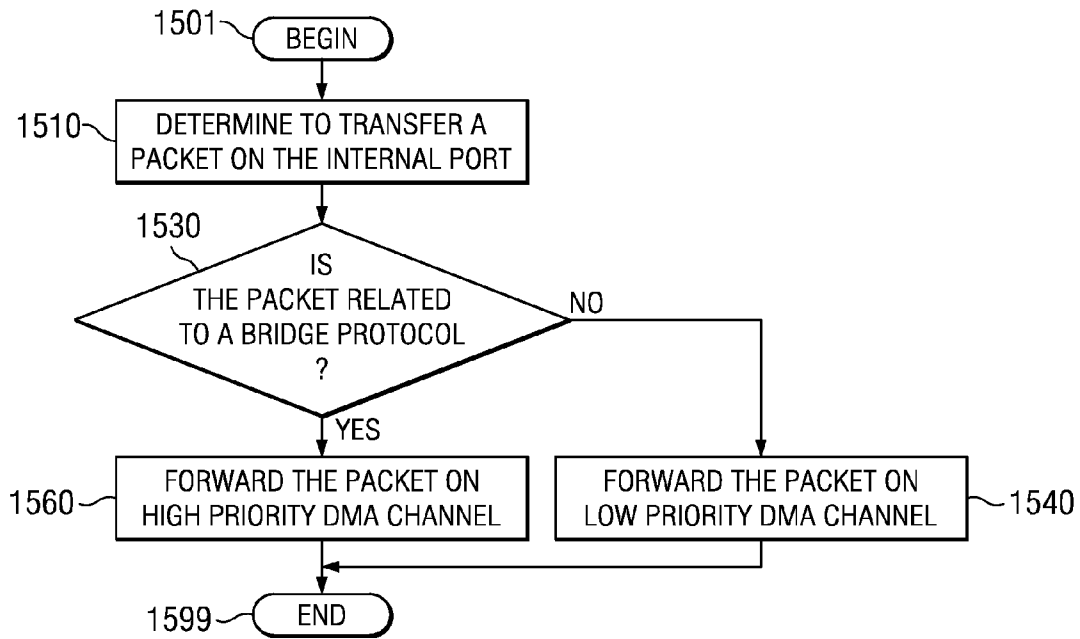 1501
BEGIN
1510
DETERMINE TO TRANSFER A
PACKET ON THE INTERNAL PORT
1530
IS
THE PACKET RELATED
TO A BRIDGE PROTOCOL
?
NO
YES
1560
FORWARD THE PACKET ON
HIGH PRIORITY DMA CHANNEL
FORWARD THE PACKET ON
LOW PRIORITY DMA CHANNEL
1540
1599
END